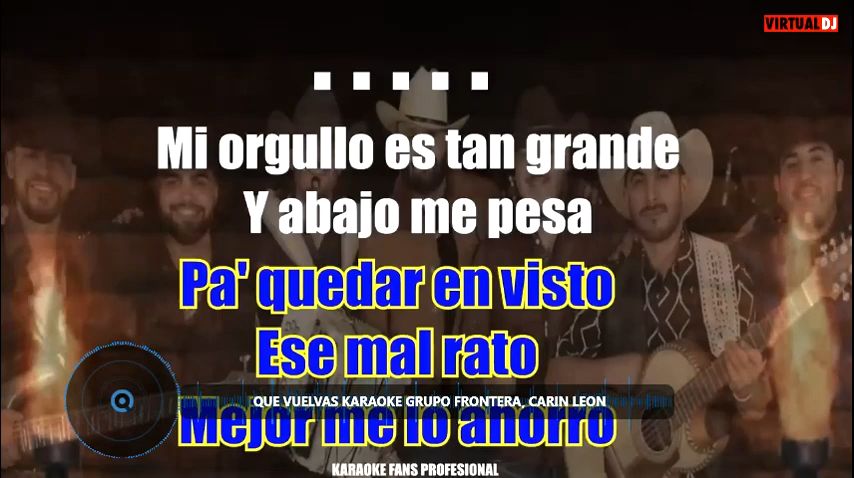 VIRTUAL DJ
Mi orgullo es tan grande
Y abajo me pesa
Pa' quedar en visto
Ese mal rato
QUE VUELVAS KARAOKE GRUPO FRONTERA, CARIN LEON
Mejor me lo ahorro
KARAOKE FANS PROFESIONAL